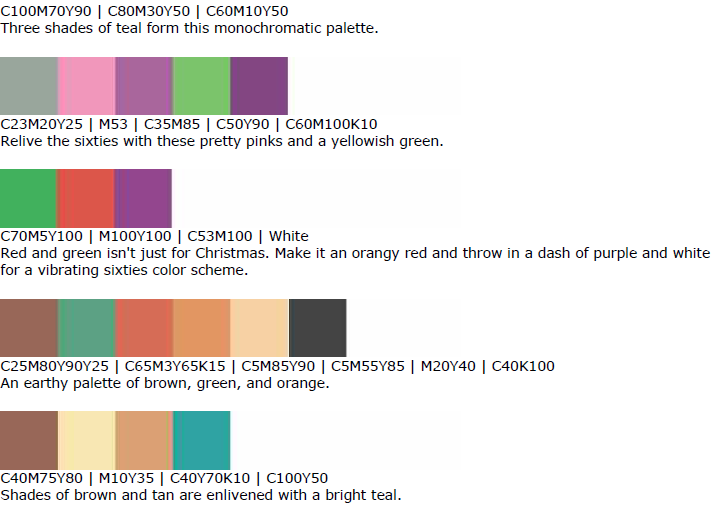 C100M70Y90 | C80M30Y50 | C60M10Y50
Three shades of teal form this monochromatic palette.
C23M20Y25 | M53 | C35M85 | C50Y90 | C60M100K10
Relive the sixties with these pretty pinks and a yellowish green.
C70M5Y100 | M100Y100 | C53M100 | White
Red and green isn't just for Christmas. Make it an orangy red and throw in a dash of purple and white
for a vibrating sixties color scheme.
C25M80Y90Y25 | C65M3Y65K15 | C5M85Y90 | C5M55Y85 | M20Y40 | C40K100
An earthy palette of brown, green, and orange.
C40M75Y80 | M10Y35 | C40Y70K10 | C100Y50
Shades of brown and tan are enlivened with a bright teal.